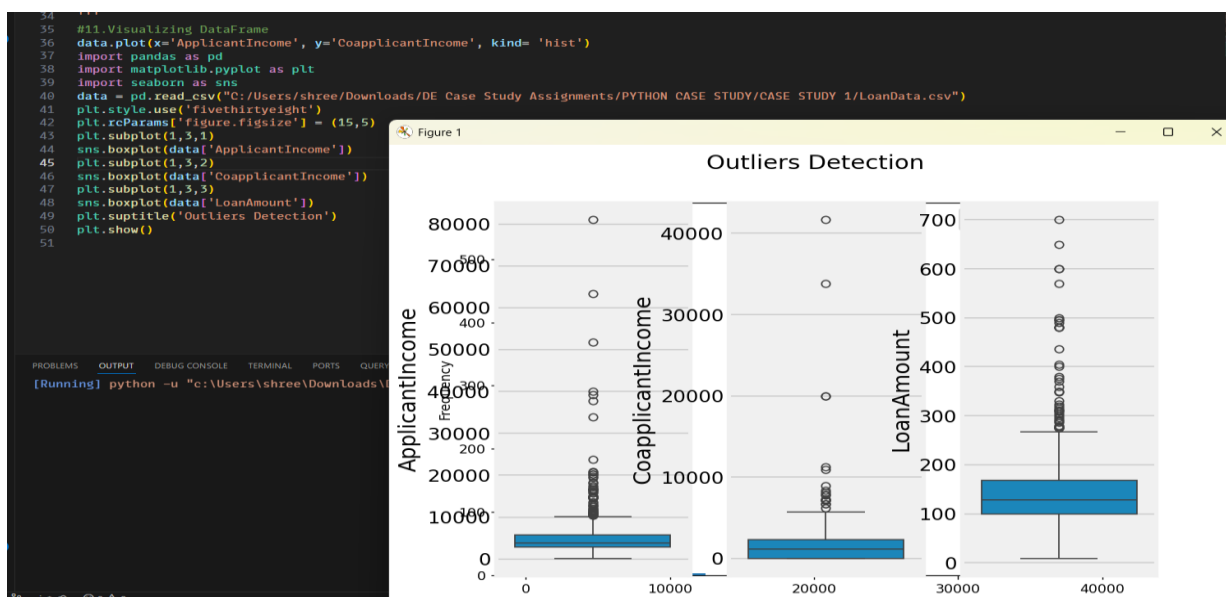 34 '''
35 #11.Visualizing DataFrame
36 data.plot(x='ApplicantIncome', y='CoapplicantIncome', kind= 'hist')
37 import pandas as pd
38 import matplotlib.pyplot as plt
39 import seaborn as sns
40 data = pd.read_csv("C:/Users/shree/Downloads/DE Case Study Assignments/PYTHON CASE STUDY/CASE STUDY 1/LoanData.csv")
41 plt.style.use('fivethirtyeight')
42 plt.rcParams['figure.figsize'] = (15,5)
43 plt.subplot(1,3,1)
44 sns.boxplot(data['ApplicantIncome'])
45 plt.subplot(1,3,2)
46 sns.boxplot(data['CoapplicantIncome'])
47 plt.subplot(1,3,3)
48 sns.boxplot(data['LoanAmount'])
49 plt.suptitle('Outliers Detection')
50 plt.show()
51
PROBLEMS OUTPUT DEBUG CONSOLE TERMINAL PORTS QUERY
[Running] python -u "c:\Users\shree\Downloads\
Figure 1
Outliers Detection
ApplicantIncome
80000
70000
60000
50000
40000
30000
20000
10000
0
Frequency
500
400
300
200
100
0
CoapplicantIncome
40000
30000
20000
10000
0
LoanAmount
700
600
500
400
300
200
100
0
0 10000 20000 30000 40000